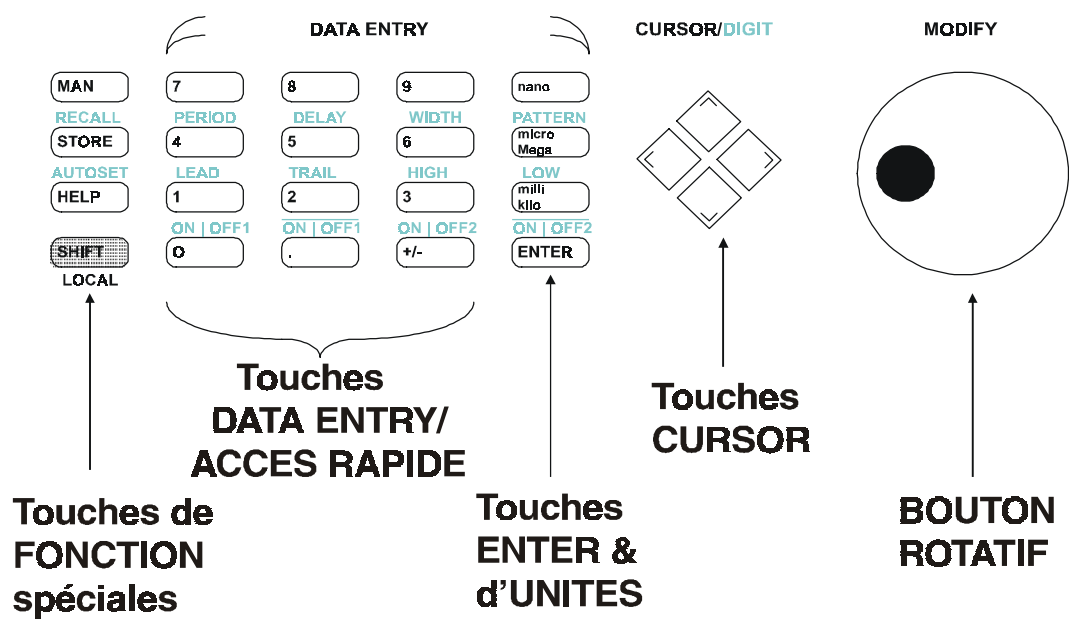 DATA ENTRY CURSOR/DIGIT MODIFY
MAN 7 8 9 nano
RECALL PERIOD DELAY WIDTH PATTERN
STORE 4 5 6 micro
Mega
AUTOSET LEAD TRAIL HIGH LOW
HELP 1 2 3 milli
kilo
ON | OFF1 ON | OFF1 ON | OFF2 ON | OFF2
SHIFT 0 . +/- ENTER
LOCAL
Touches
DATA ENTRY/
ACCES RAPIDE
Touches
CURSOR
Touches de
FONCTION
spéciales
Touches
ENTER &
d'UNITES
BOUTON
ROTATIF